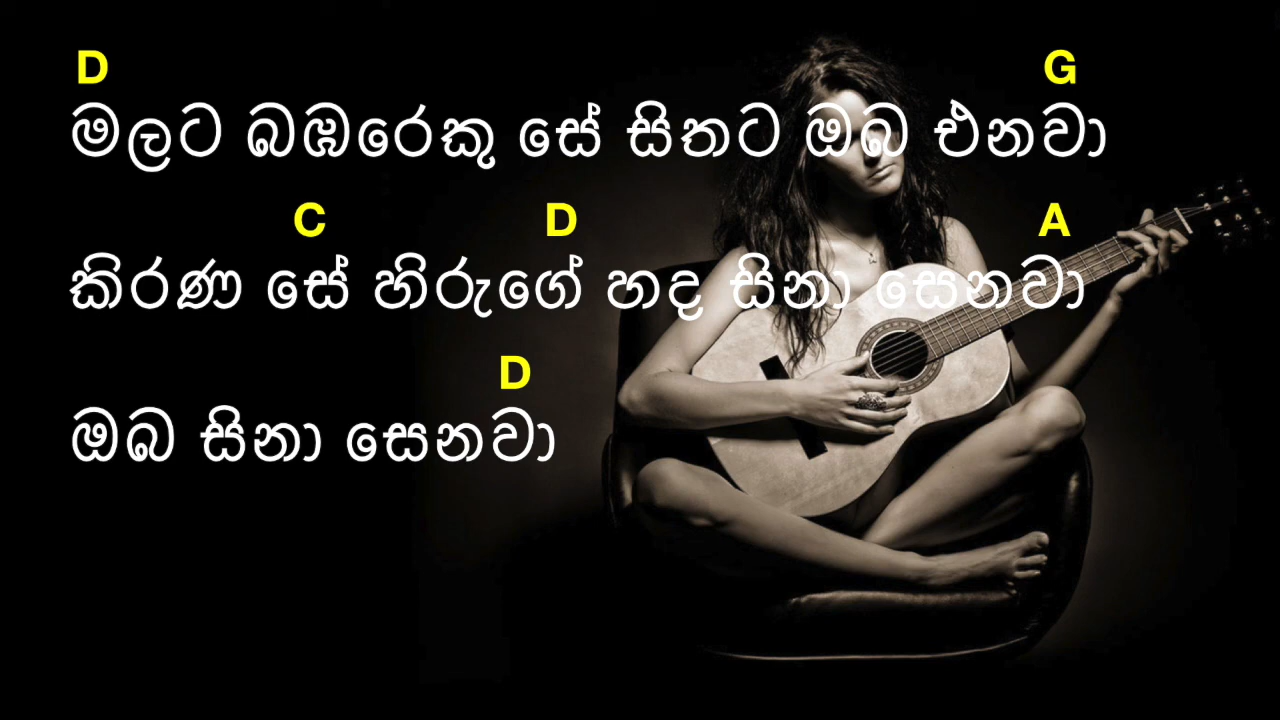 D G
මලට බඹරෙකු සේ සිතට ඔබ එනවා
C D A
කිරණ සේ හිරුගේ හද සිනා සෙනවා
D
ඔබ සිනා සෙනවා